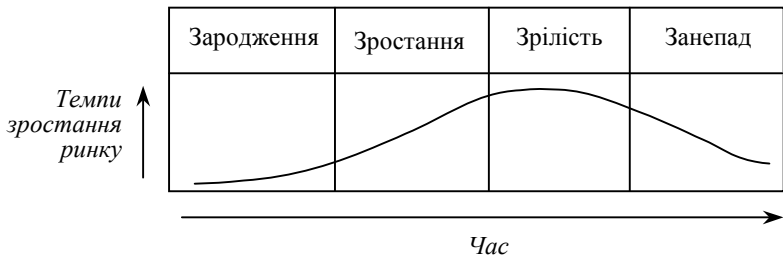 Зародження Зростання Зрілість Занепад
Темпи
зростання
ринку
Час